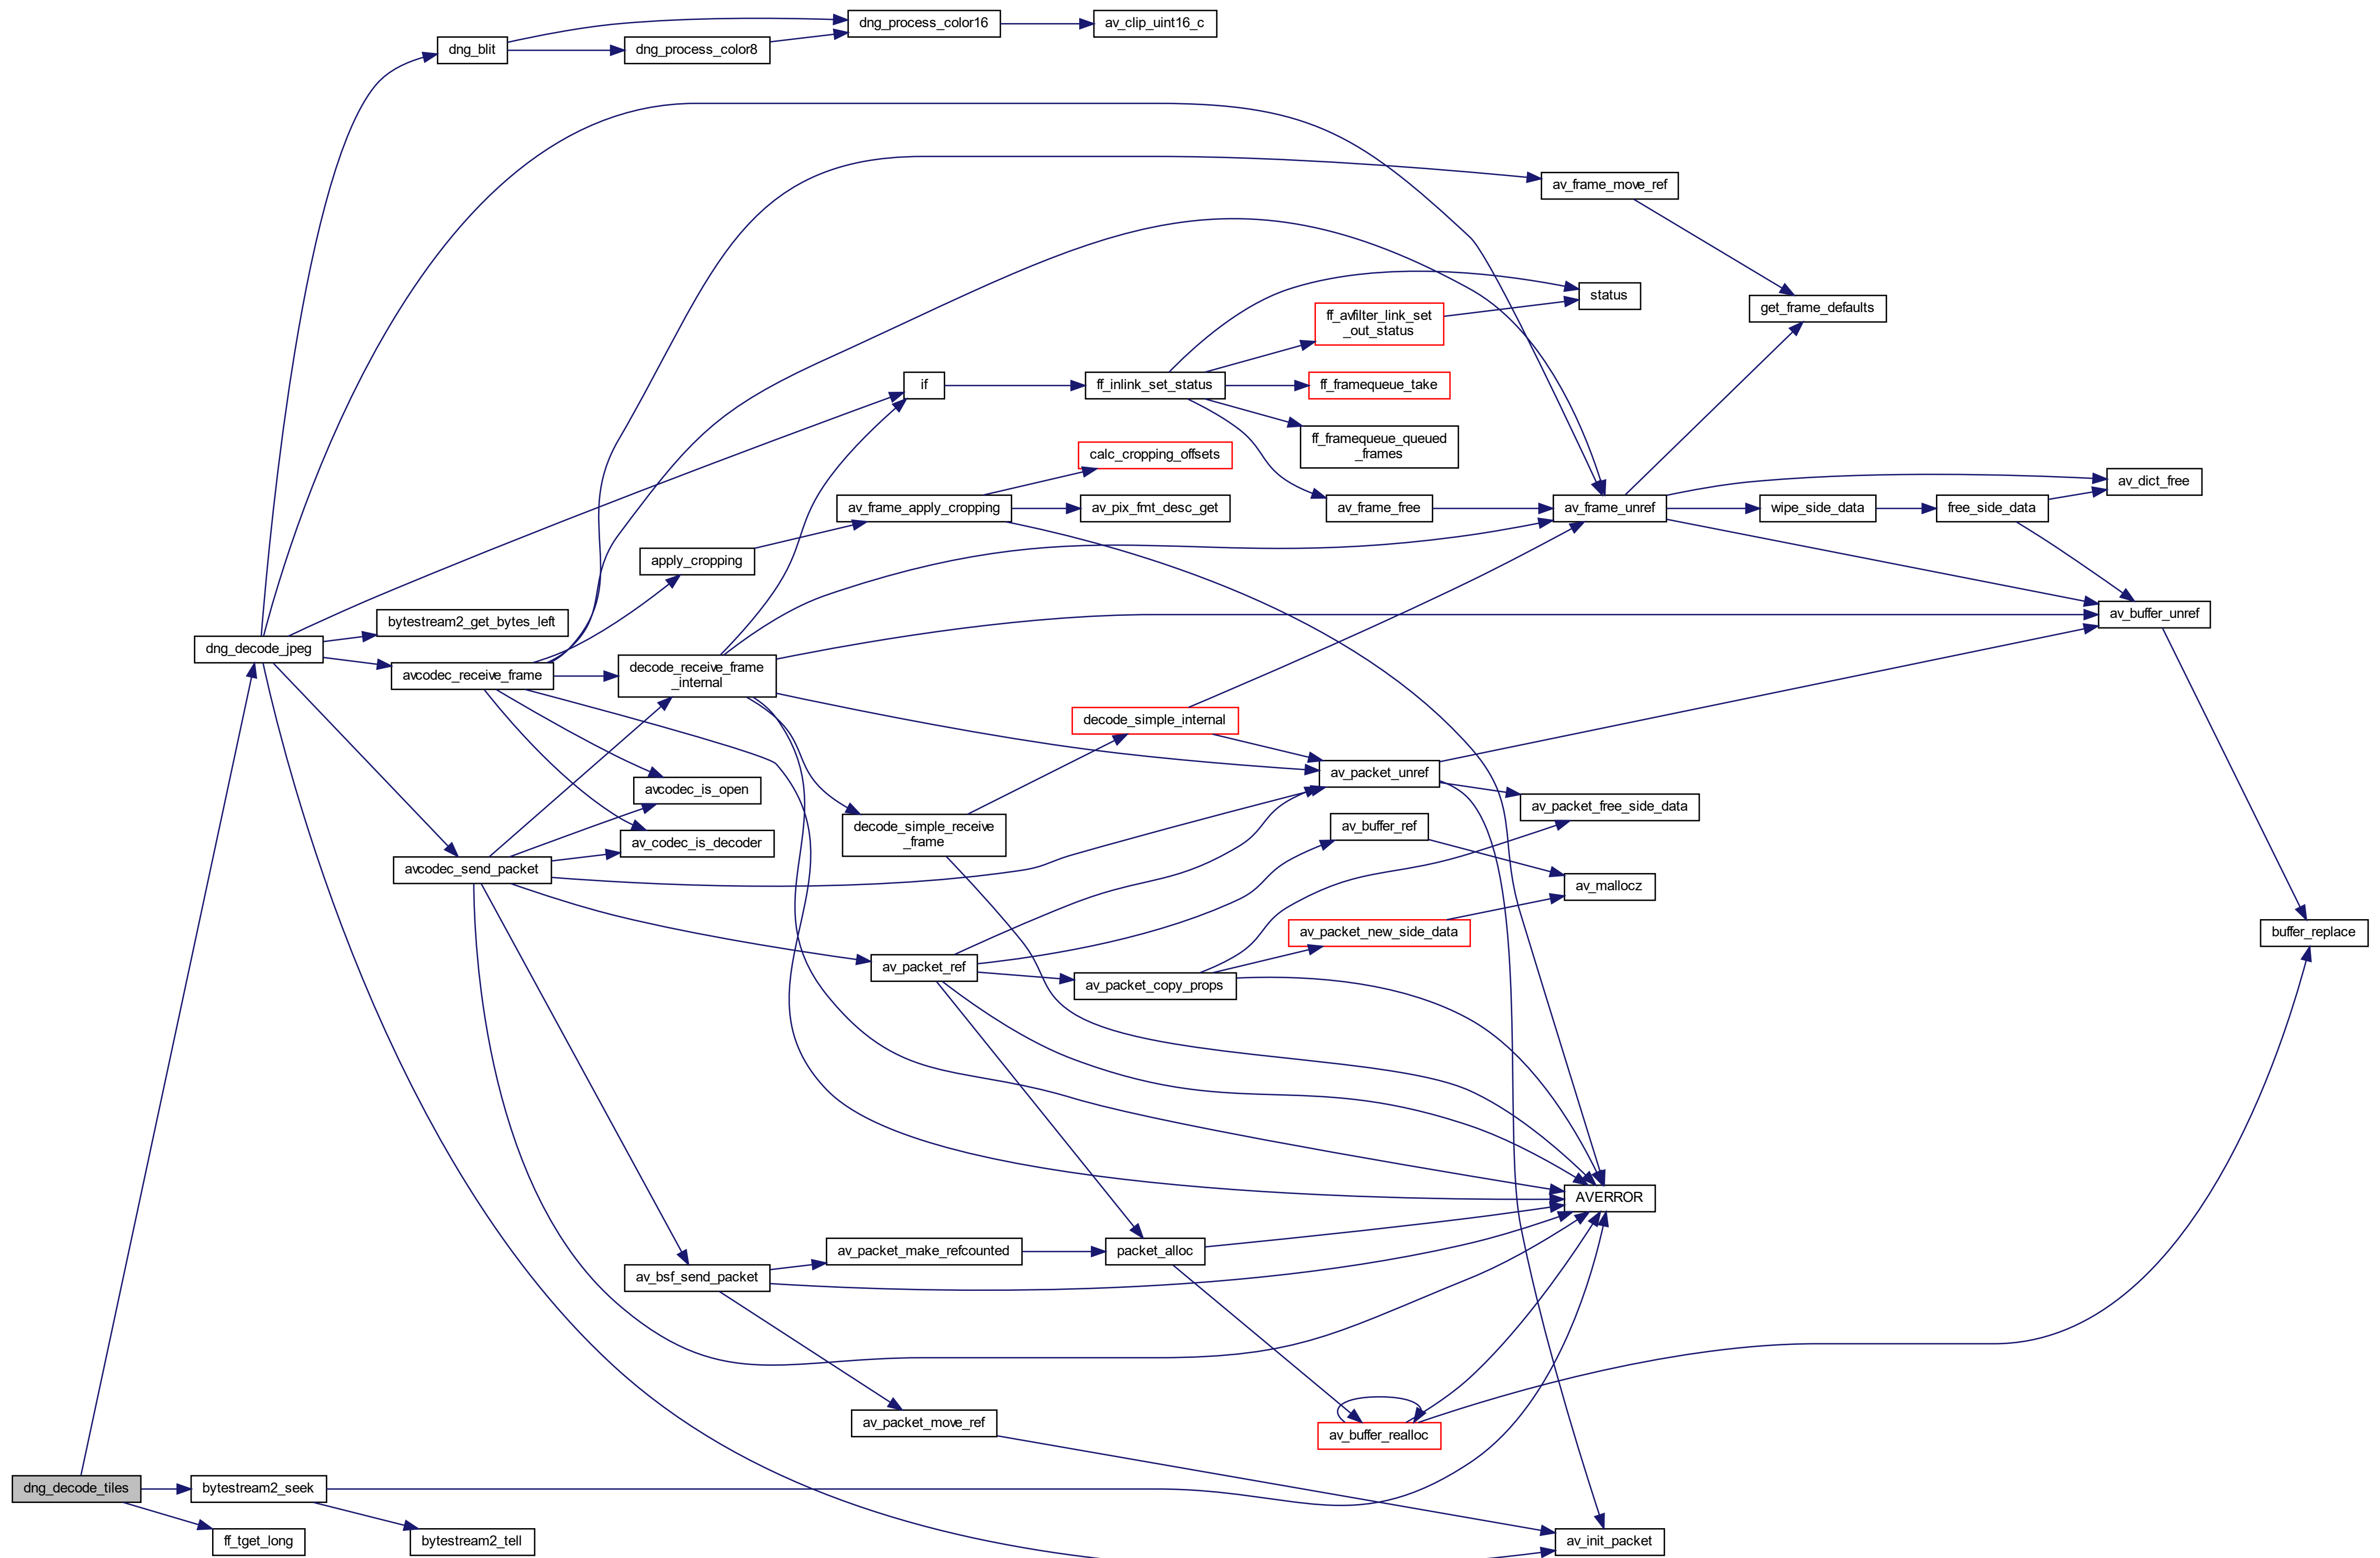 dng_process_color16
av_clip_uint16_c
dng_blit
dng_process_color8
av_frame_move_ref
status
get_frame_defaults
ff_avfilter_link_set
_out_status
if
ff_inlink_set_status
ff_framequeue_take
ff_framequeue_queued
_frames
calc_cropping_offsets
av_dict_free
av_frame_apply_cropping
av_pix_fmt_desc_get
av_frame_free
av_frame_unref
wipe_side_data
free_side_data
apply_cropping
bytestream2_get_bytes_left
av_buffer_unref
dng_decode_jpeg
avcodec_receive_frame
decode_receive_frame
_internal
decode_simple_internal
av_packet_unref
avcodec_is_open
av_packet_free_side_data
decode_simple_receive
_frame
av_buffer_ref
av_codec_is_decoder
avcodec_send_packet
av_mallocz
av_packet_new_side_data
buffer_replace
av_packet_ref
av_packet_copy_props
AVERROR
av_packet_make_refcounted
packet_alloc
av_bsf_send_packet
av_packet_move_ref
av_buffer_realloc
dng_decode_tiles
bytestream2_seek
ff_tget_long
bytestream2_tell
av_init_packet